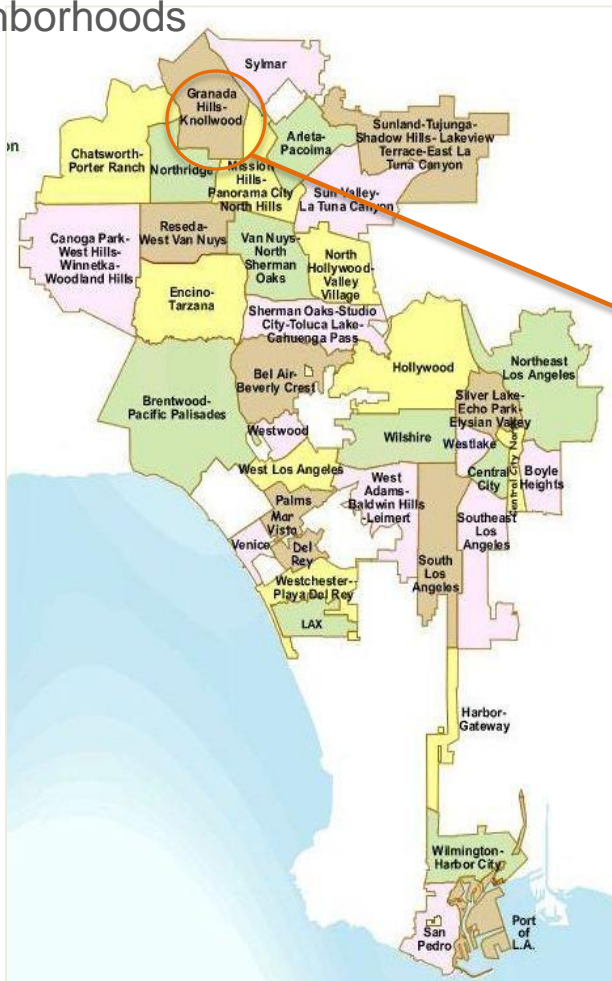 nborhoods
on
Sylmar
Granada
Hills-
Knollwood
Arleta-
Pacoima
Sunland-Tujunga-
Shadow Hills- Lakeview
Terrace-East La
Tuna Canyon
Chatsworth-
Porter Ranch
Northridge
Mission
Hills-
Panorama City
North Hills
Sun Valley-
La Tuna Canyon
Canoga Park-
West Hills-
Winnetka-
Woodland Hills
Reseda-
West Van Nuys
Van Nuys-
North
Sherman
Oaks
North
Hollywood-
Valley
Village
Encino-
Tarzana
Sherman Oaks-Studio
City-Toluca Lake-
Cahuenga Pass
Hollywood
Northeast
Los Angeles
Bel Air-
Beverly Crest
Brentwood-
Pacific Palisades
Silver Lake-
Echo Park-
Elysian Valley
Westwood
Wilshire
Westlake
Central City Nor
West Los Angeles
Central
City
Boyle
Heights
West
Adams-
Baldwin Hills
-Leimert
Palms
Mar
Vista
Southeast
Los
Angeles
Venice
Del
Rey
South
Los
Angeles
Westchester-
Playa Del Rey
LAX
Harbor-
Gateway
Wilmington-
Harbor City
San
Pedro
Port
of
L.A.